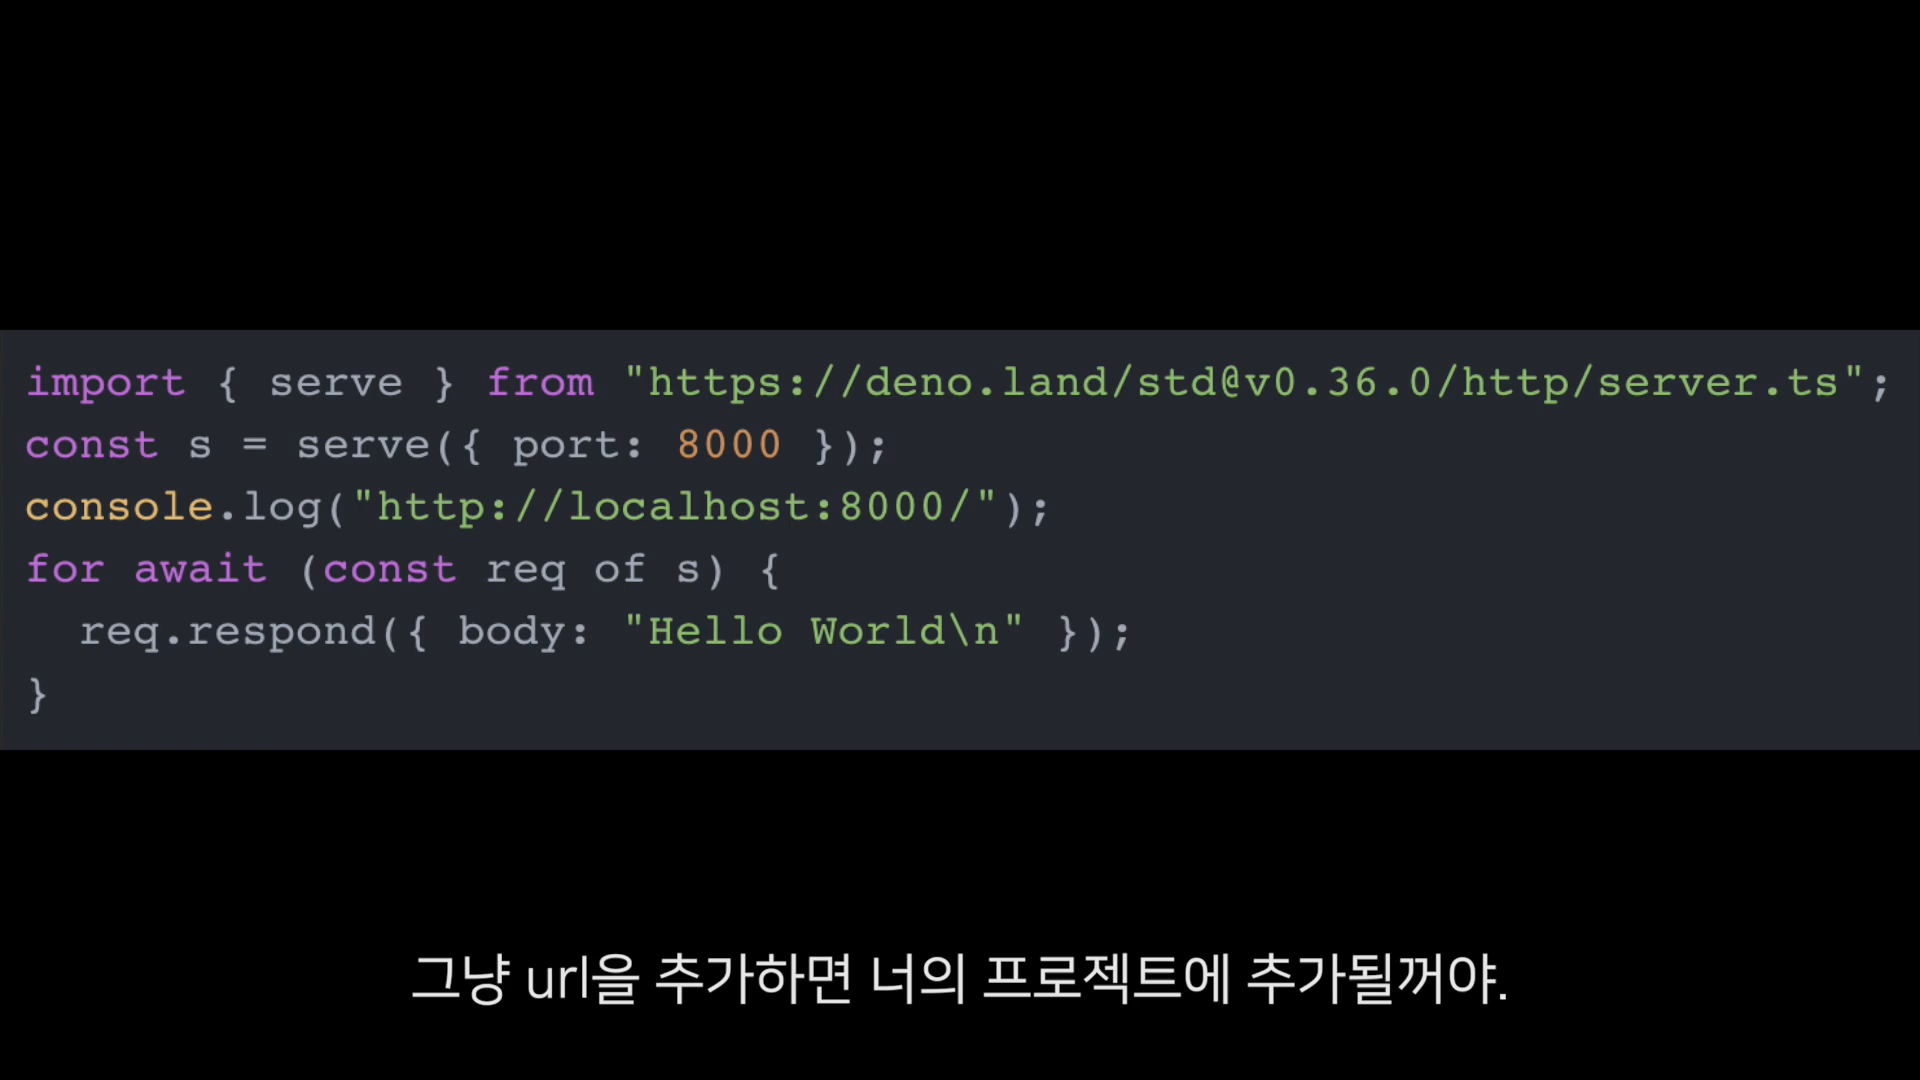 import { serve } from "https://deno.land/std@v0.36.0/http/server.ts";
const s = serve({ port: 8000 });
console.log("http://localhost:8000/");
for await (const req of s) {
  req.respond({ body: "Hello World\n" });
}
그냥 url을 추가하면 너의 프로젝트에 추가될꺼야.